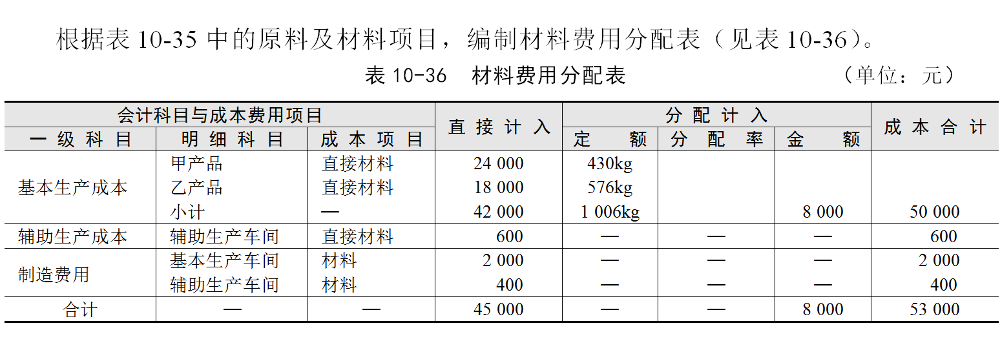 根据表 10-35 中的原料及材料项目，编制材料费用分配表（见表 10-36）。
表 10-36 材料费用分配表 （单位：元）
会计科目与成本费用项目 直接计入 分配计入 成本合计
一级科目 明细科目 成本项目 定额 分配率 金额
基本生产成本 甲产品 直接材料 24 000 430kg
乙产品 直接材料 18 000 576kg
小计 — 42 000 1 006kg 8 000 50 000
辅助生产成本 辅助生产车间 直接材料 600 — — — 600
制造费用 基本生产车间 材料 2 000 — — — 2 000
辅助生产车间 材料 400 — — — 400
合计 — — 45 000 — — 8 000 53 000